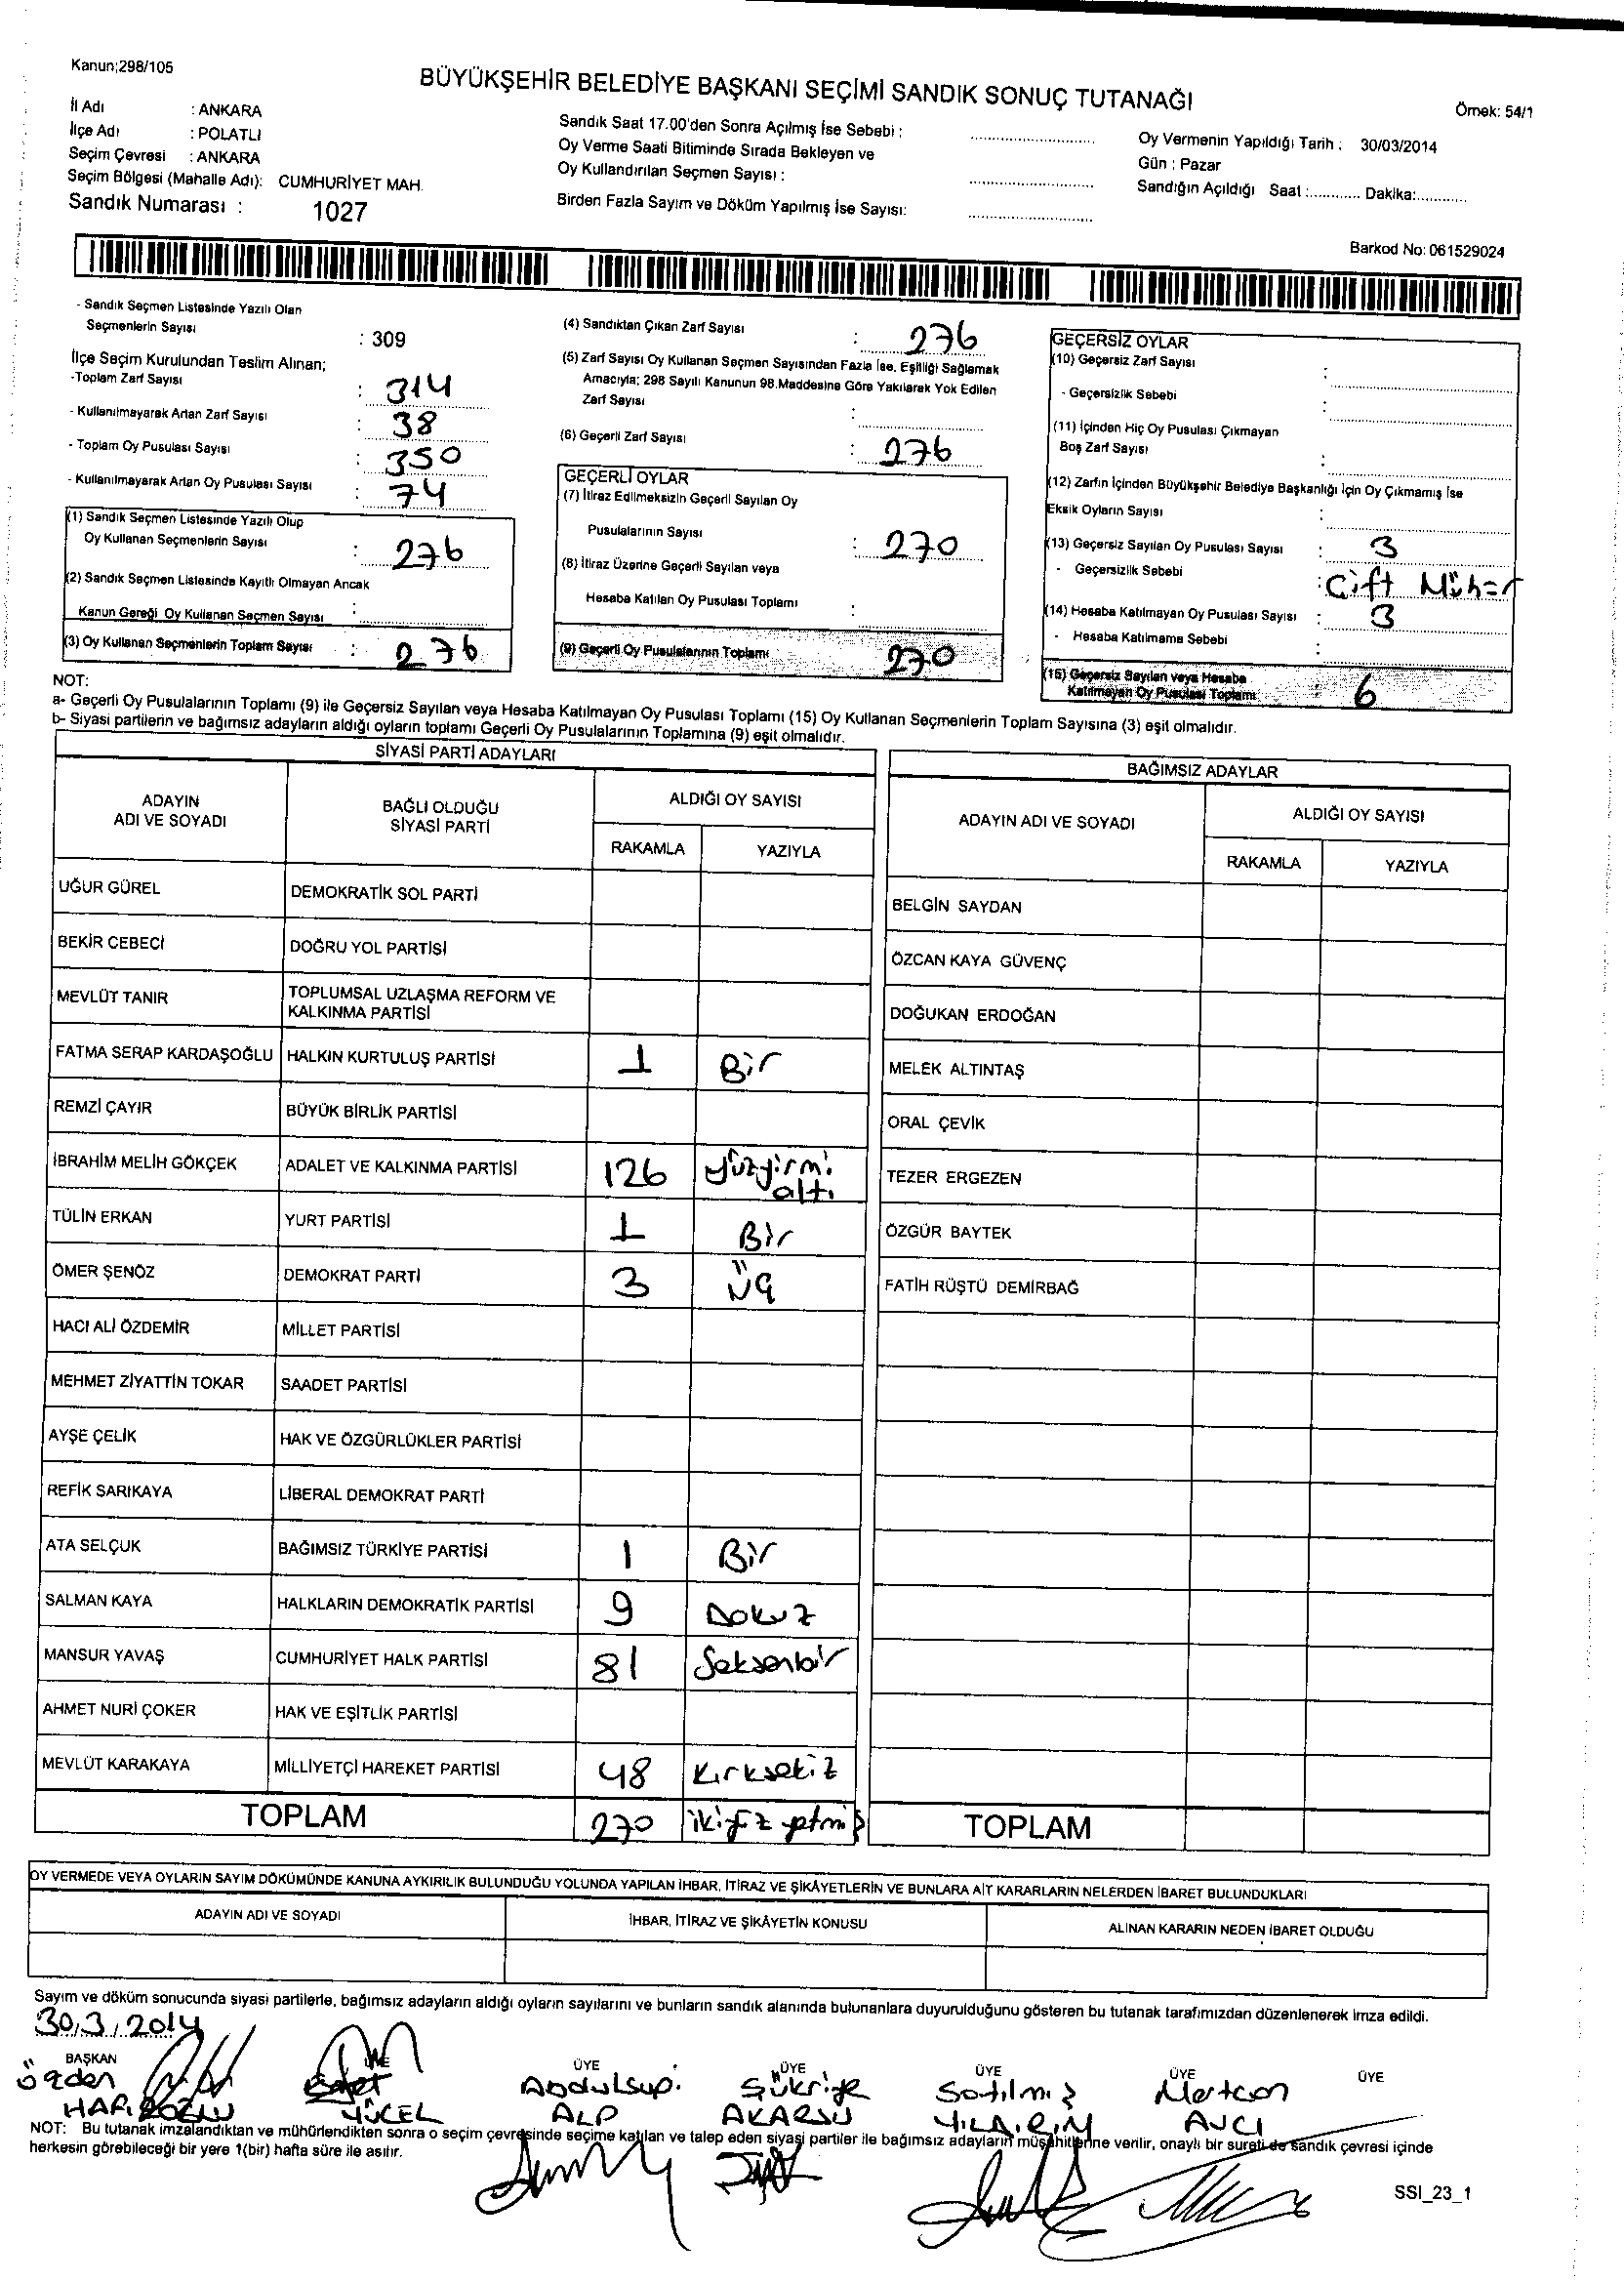 Kanun;298/105
BÜYÜKŞEHİR BELEDİYE BAŞKANI SEÇİMİ SANDIK SONUÇ TUTANAĞI
Örnek: 54/1
İl Adı : ANKARA
İlçe Adı : POLATLI
Seçim Çevresi : ANKARA
Seçim Bölgesi (Mahalle Adı): CUMHURİYET MAH.
Sandık Numarası : 1027
Sandık Saat 17.00'den Sonra Açılmış İse Sebebi :
Oy Verme Saati Bitiminde Sırada Bekleyen ve
Oy Kullandırılan Seçmen Sayısı :
Birden Fazla Sayım ve Döküm Yapılmış İse Sayısı:
Oy Vermenin Yapıldığı Tarih : 30/03/2014
Gün : Pazar
Sandığın Açıldığı Saat :............ Dakika:............
Barkod No: 061529024
- Sandık Seçmen Listesinde Yazılı Olan
Seçmenlerin Sayısı : 309
İlçe Seçim Kurulundan Teslim Alınan;
-Toplam Zarf Sayısı : 314
- Kullanılmayarak Artan Zarf Sayısı : 38
- Toplam Oy Pusulası Sayısı : 350
- Kullanılmayarak Artan Oy Pusulası Sayısı : 74
(1) Sandık Seçmen Listesinde Yazılı Olup
Oy Kullanan Seçmenlerin Sayısı : 276
(2) Sandık Seçmen Listesinde Kayıtlı Olmayan Ancak
Kanun Gereği Oy Kullanan Seçmen Sayısı :
(3) Oy Kullanan Seçmenlerin Toplam Sayısı : 276
(4) Sandıktan Çıkan Zarf Sayısı : 276
(5) Zarf Sayısı Oy Kullanan Seçmen Sayısından Fazla İse, Eşitliği Sağlamak
Amacıyla; 298 Sayılı Kanunun 98.Maddesine Göre Yakılarak Yok Edilen
Zarf Sayısı :
(6) Geçerli Zarf Sayısı : 276
GEÇERLİ OYLAR
(7) İtiraz Edilmeksizin Geçerli Sayılan Oy
Pusulalarının Sayısı : 270
(8) İtiraz Üzerine Geçerli Sayılan veya
Hesaba Katılan Oy Pusulası Toplamı :
(9) Geçerli Oy Pusulalarının Toplamı 270
GEÇERSİZ OYLAR
(10) Geçersiz Zarf Sayısı :
- Geçersizlik Sebebi :
(11) İçinden Hiç Oy Pusulası Çıkmayan
Boş Zarf Sayısı :
(12) Zarfın İçinden Büyükşehir Belediye Başkanlığı İçin Oy Çıkmamış İse
Eksik Oyların Sayısı :
(13) Geçersiz Sayılan Oy Pusulası Sayısı : 3
- Geçersizlik Sebebi : Çift Mühür
(14) Hesaba Katılmayan Oy Pusulası Sayısı : 3
- Hesaba Katılmama Sebebi :
(15) Geçersiz Sayılan veya Hesaba
Katılmayan Oy Pusulası Toplamı : 6
NOT:
a- Geçerli Oy Pusulalarının Toplamı (9) ile Geçersiz Sayılan veya Hesaba Katılmayan Oy Pusulası Toplamı (15) Oy Kullanan Seçmenlerin Toplam Sayısına (3) eşit olmalıdır.
b- Siyasi partilerin ve bağımsız adayların aldığı oyların toplamı Geçerli Oy Pusulalarının Toplamına (9) eşit olmalıdır.
SİYASİ PARTİ ADAYLARI
ADAYIN
ADI VE SOYADI
BAĞLI OLDUĞU
SİYASİ PARTİ
ALDIĞI OY SAYISI
RAKAMLA YAZIYLA
UĞUR GÜREL DEMOKRATİK SOL PARTİ
BEKİR CEBECİ DOĞRU YOL PARTİSİ
MEVLÜT TANIR TOPLUMSAL UZLAŞMA REFORM VE
KALKINMA PARTİSİ
FATMA SERAP KARDAŞOĞLU HALKIN KURTULUŞ PARTİSİ 1 Bir
REMZİ ÇAYIR BÜYÜK BİRLİK PARTİSİ
İBRAHİM MELİH GÖKÇEK ADALET VE KALKINMA PARTİSİ 126 yüzyirmi
altı
TÜLİN ERKAN YURT PARTİSİ 1 Bir
ÖMER ŞENÖZ DEMOKRAT PARTİ 3 üç
HACI ALİ ÖZDEMİR MİLLET PARTİSİ
MEHMET ZİYATTİN TOKAR SAADET PARTİSİ
AYŞE ÇELİK HAK VE ÖZGÜRLÜKLER PARTİSİ
REFİK SARIKAYA LİBERAL DEMOKRAT PARTİ
ATA SELÇUK BAĞIMSIZ TÜRKİYE PARTİSİ 1 Bir
SALMAN KAYA HALKLARIN DEMOKRATİK PARTİSİ 9 Dokuz
MANSUR YAVAŞ CUMHURİYET HALK PARTİSİ 81 Seksenbir
AHMET NURİ ÇOKER HAK VE EŞİTLİK PARTİSİ
MEVLÜT KARAKAYA MİLLİYETÇİ HAREKET PARTİSİ 48 Kırksekiz
TOPLAM 270 ikiyüz yetmiş
BAĞIMSIZ ADAYLAR
ADAYIN ADI VE SOYADI
ALDIĞI OY SAYISI
RAKAMLA YAZIYLA
BELGİN SAYDAN
ÖZCAN KAYA GÜVENÇ
DOĞUKAN ERDOĞAN
MELEK ALTINTAŞ
ORAL ÇEVİK
TEZER ERGEZEN
ÖZGÜR BAYTEK
FATİH RÜŞTÜ DEMİRBAĞ
TOPLAM
OY VERMEDE VEYA OYLARIN SAYIM DÖKÜMÜNDE KANUNA AYKIRILIK BULUNDUĞU YOLUNDA YAPILAN İHBAR, İTİRAZ VE ŞİKÂYETLERİN VE BUNLARA AİT KARARLARIN NELERDEN İBARET BULUNDUKLARI
ADAYIN ADI VE SOYADI İHBAR, İTİRAZ VE ŞİKÂYETİN KONUSU ALINAN KARARIN NEDEN İBARET OLDUĞU
Sayım ve döküm sonucunda siyasi partilerle, bağımsız adayların aldığı oyların sayılarını ve bunların sandık alanında bulunanlara duyurulduğunu gösteren bu tutanak tarafımızdan düzenlenerek imza edildi.
30/3/2014
BAŞKAN ÜYE ÜYE ÜYE ÜYE ÜYE ÜYE
Özden Abdulsup. Şükriye Satılmış Mertcan
YÜCEL ALP AKARSU YILDIRIM AVCI
NOT: Bu tutanak imzalandıktan ve mühürlendikten sonra o seçim çevresinde seçime katılan ve talep eden siyasi partiler ile bağımsız adayların müşahitlerine verilir, onaylı bir sureti de sandık çevresi içinde
herkesin görebileceği bir yere 1(bir) hafta süre ile asılır.
SSI_23_1